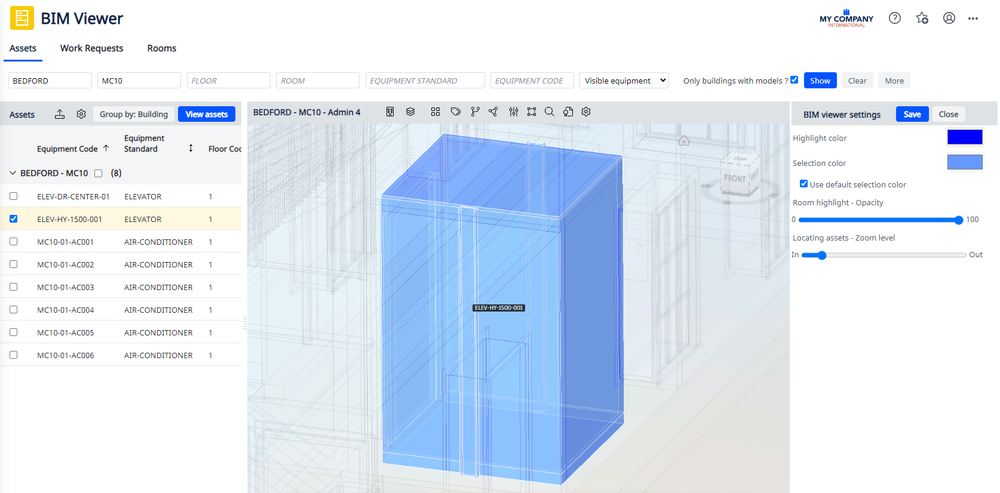 BIM Viewer
MY COMPANY
INTERNATIONAL
Assets Work Requests Rooms
BEDFORD MC10 FLOOR ROOM EQUIPMENT STANDARD EQUIPMENT CODE Visible equipment Only buildings with models ? Show Clear More
Assets Group by: Building View assets
BEDFORD - MC10 - Admin 4
BIM viewer settings Save Close
Equipment Code Equipment Standard Floor Coc
BEDFORD - MC10 (8)
ELEV-DR-CENTER-01 ELEVATOR 1
ELEV-HY-1500-001 ELEVATOR 1
MC10-01-AC001 AIR-CONDITIONER 1
MC10-01-AC002 AIR-CONDITIONER 1
MC10-01-AC003 AIR-CONDITIONER 1
MC10-01-AC004 AIR-CONDITIONER 1
MC10-01-AC005 AIR-CONDITIONER 1
MC10-01-AC006 AIR-CONDITIONER 1
FRONT
ELEV-HY-1500-001
Highlight color
Selection color
Use default selection color
Room highlight - Opacity
0 100
Locating assets - Zoom level
In Out